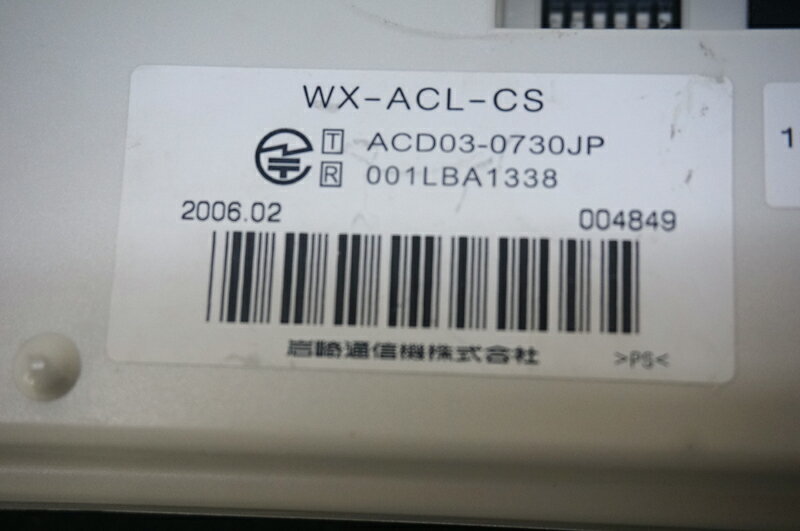 WX-ACL-CS
T ACD03-0730JP
R 001LBA1338
2006.02 004849
岩崎通信機株式会社 >PS<
1